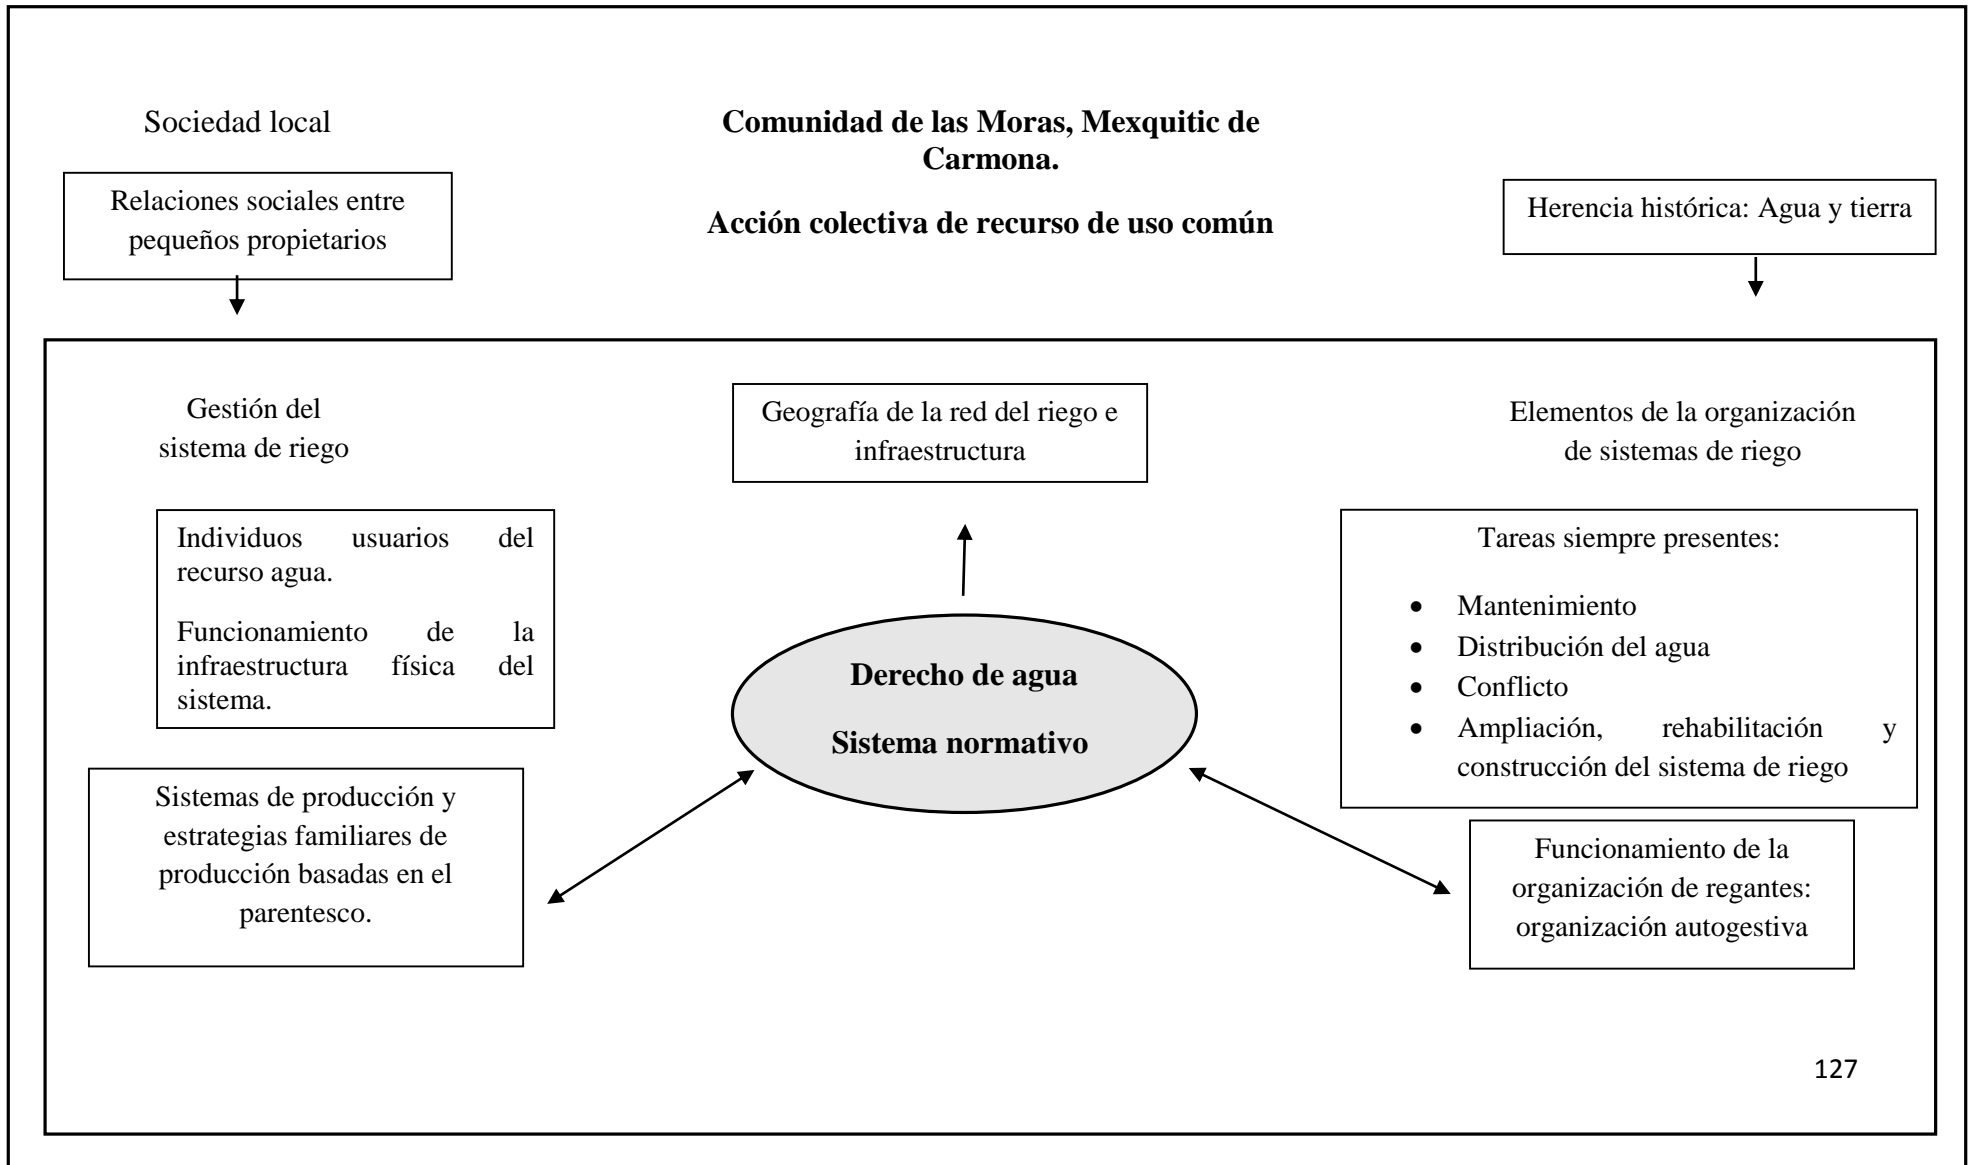 Sociedad local
Comunidad de las Moras, Mexquitic de
Carmona.
Acción colectiva de recurso de uso común
Relaciones sociales entre
pequeños propietarios
Herencia histórica: Agua y tierra
Gestión del
sistema de riego
Geografía de la red del riego e
infraestructura
Elementos de la organización
de sistemas de riego
Individuos usuarios del
recurso agua.
Funcionamiento de la
infraestructura física del
sistema.
Tareas siempre presentes:
• Mantenimiento
• Distribución del agua
• Conflicto
• Ampliación, rehabilitación y
construcción del sistema de riego
Derecho de agua
Sistema normativo
Sistemas de producción y
estrategias familiares de
producción basadas en el
parentesco.
Funcionamiento de la
organización de regantes:
organización autogestiva
127